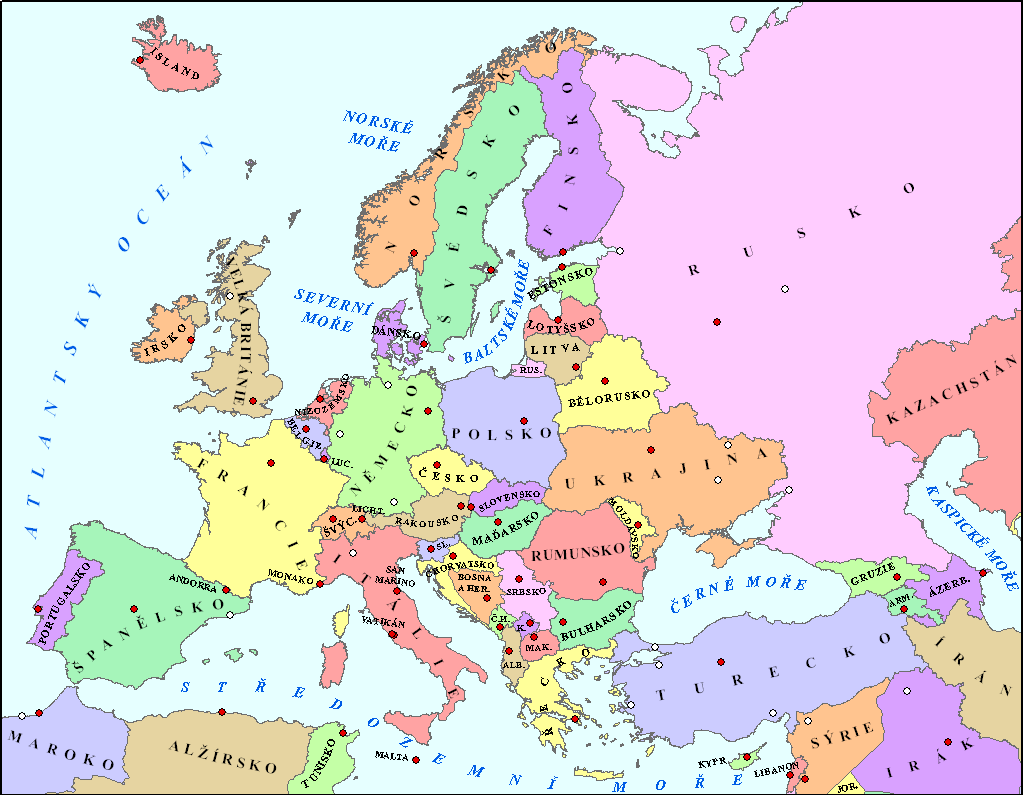 ISLAND
NORSKÉ
MOŘE
ATLANTSKÝ OCEÁN
NORSKO
ŠVÉDSKO
FINSKO
RUSKO
VELKÁ BRITÁNIE
IRSKO
SEVERNÍ
MOŘE
DÁNSKO
BALTSKÉ MOŘE
ESTONSKO
LOTYŠSKO
LITVA
RUS.
BĚLORUSKO
KAZACHSTÁN
NIZOZEMSKO
BELGIE
LUC.
NĚMECKO
POLSKO
ČESKO
UKRAJINA
FRANCIE
LICHT.
ŠVÝC.
RAKOUSKO
SLOVENSKO
MAĎARSKO
MOLDAVSKO
RUMUNSKO
KASPICKÉ MOŘE
SL.
CHORVATSKO
BOSNA
A HER.
SRBSKO
ČERNÉ MOŘE
GRUZIE
ARM.
ÁZERB.
MONAKO
SAN
MARINO
ITÁLIE
VATIKÁN
ANDORRA
PORTUGALSKO
ŠPANĚLSKO
Č.H.
K.
BULHARSKO
MAK.
ALB.
ŘECKO
TURECKO
ÍRÁN
STŘEDOZEMNÍ MOŘE
MAROKO
ALŽÍRSKO
TUNISKO
MALTA
KYPR
LIBANON
SÝRIE
IRÁK
JOR.